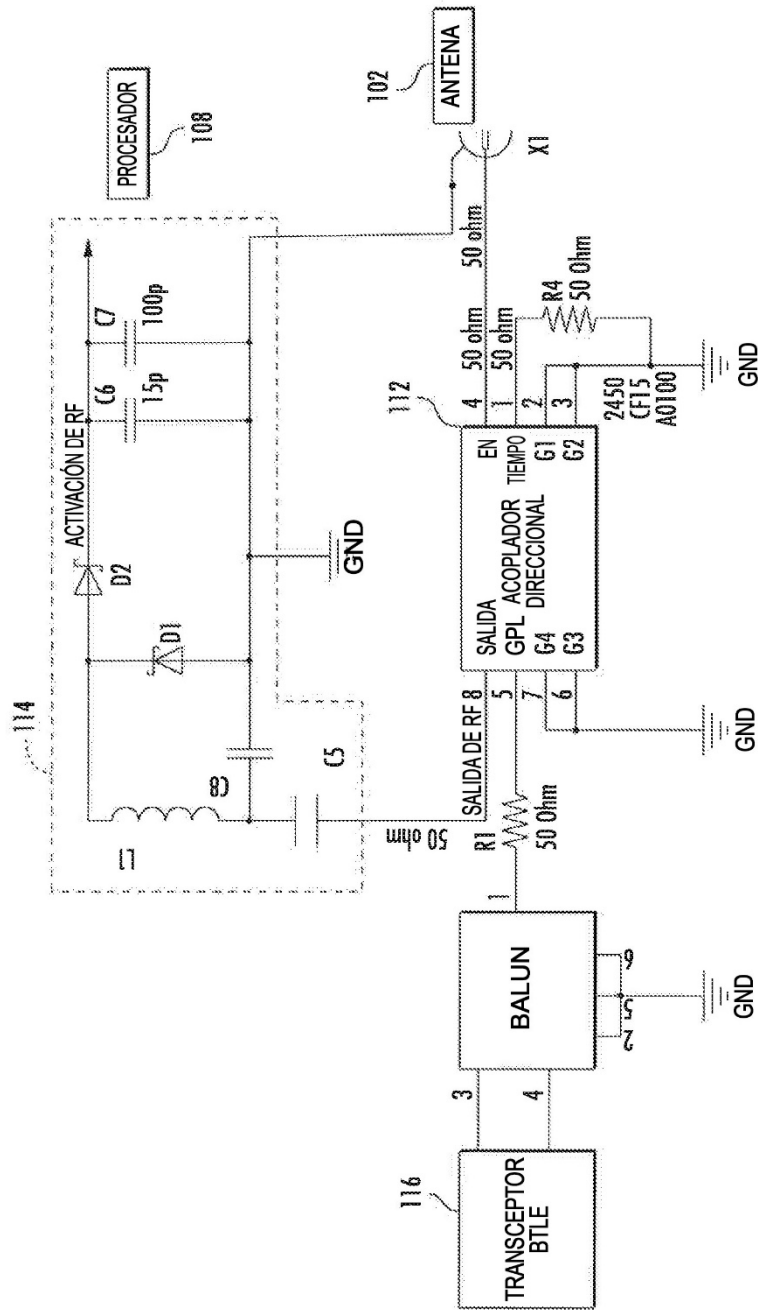 PROCESADOR
108
102
ANTENA
X1
114
ACTIVACIÓN DE RF
C7
100p
C6
15p
D2
D1
GND
L1
C8
C5
50 ohm
SALIDA DE RF 8
5
7
6
SALIDA
GPL
G4
G3
ACOPLADOR
DIRECCIONAL
EN
TIEMPO
G1
G2
112
4
1
2
3
50 ohm
50 ohm
50 ohm
R4
50 Ohm
2450
CF15
A0100
GND
GND
R1
50 Ohm
1
BALUN
2
5
6
GND
3
4
116
TRANSCEPTOR
BTLE